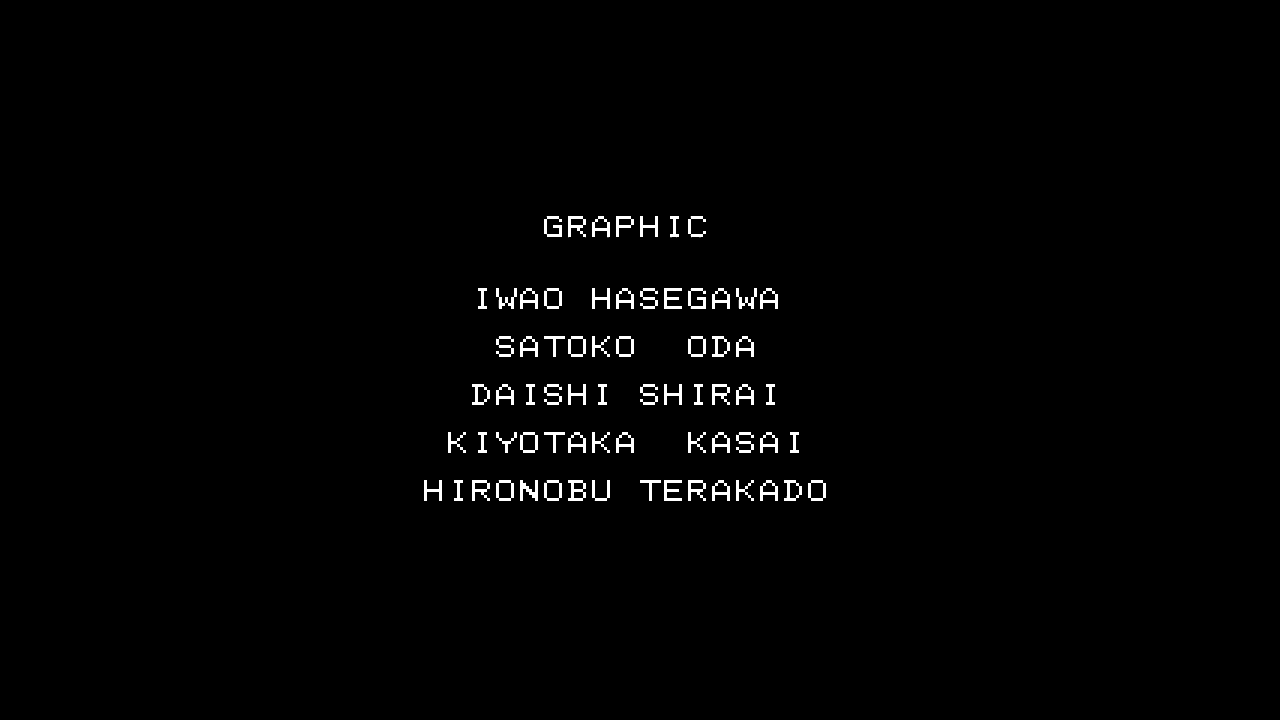 GRAPHIC
IWAO HASEGAWA
SATOKO  ODA
DAISHI SHIRAI
KIYOTAKA  KASAI
HIRONOBU TERAKADO